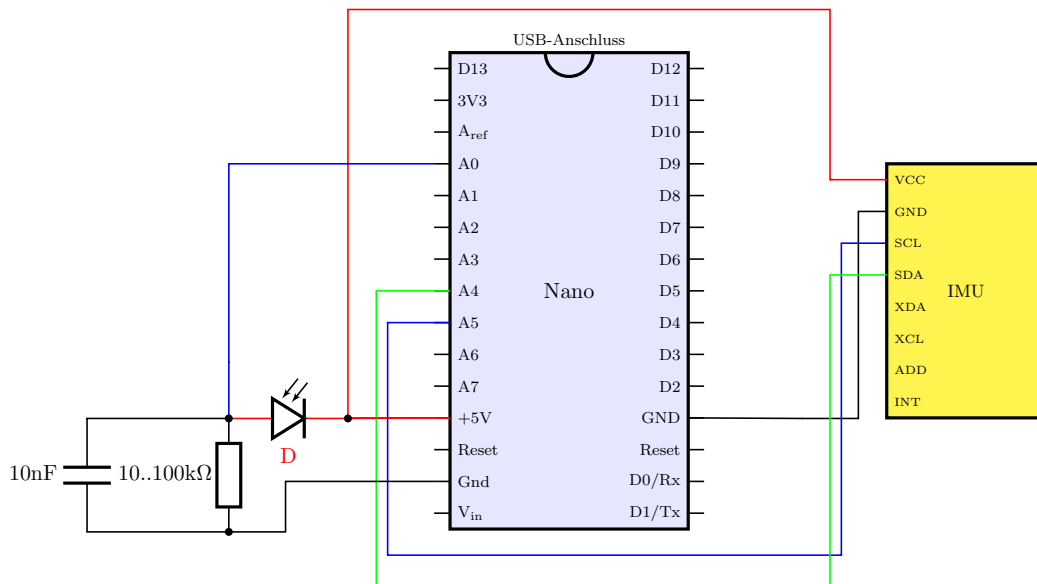 USB-Anschluss
D13
3V3
A_ref
A0
A1
A2
A3
A4
A5
A6
A7
+5V
Reset
Gnd
V_in
Nano
D12
D11
D10
D9
D8
D7
D6
D5
D4
D3
D2
GND
Reset
D0/Rx
D1/Tx
VCC
GND
SCL
SDA
XDA
XCL
ADD
INT
IMU
D
10nF
10..100kΩ